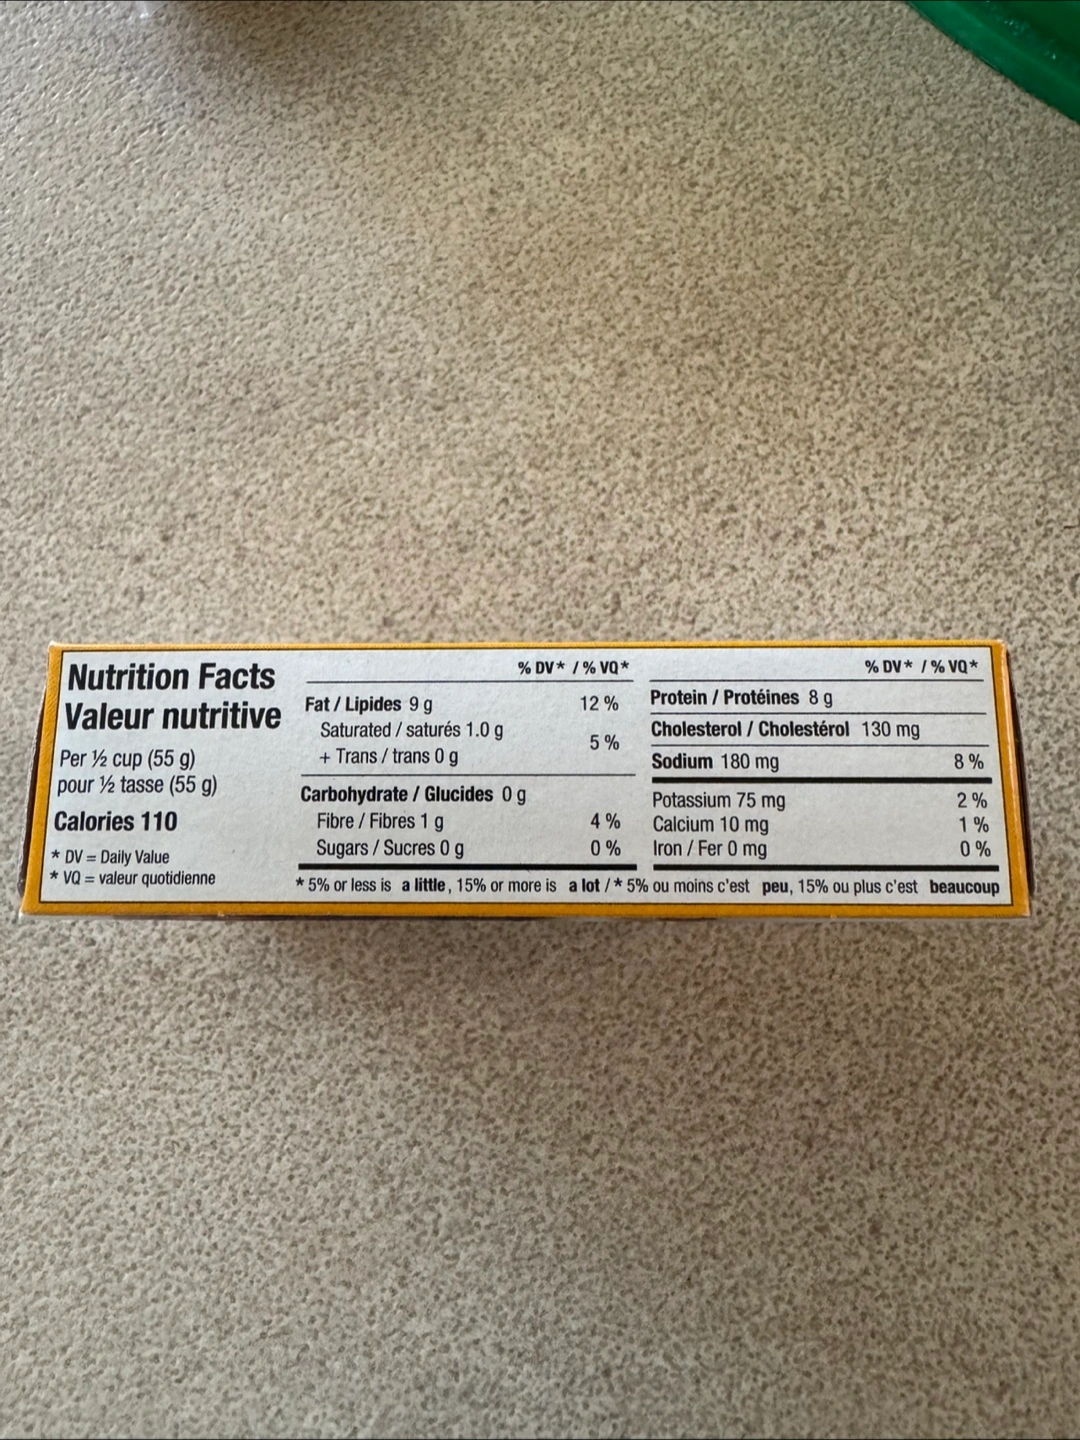 Nutrition Facts
Valeur nutritive
Per ½ cup (55 g)
pour ½ tasse (55 g)
Calories 110
* DV = Daily Value
* VQ = valeur quotidienne
% DV* / % VQ*
Fat / Lipides 9 g 12 %
Saturated / saturés 1.0 g
+ Trans / trans 0 g 5 %
Carbohydrate / Glucides 0 g
Fibre / Fibres 1 g 4 %
Sugars / Sucres 0 g 0 %
% DV* / % VQ*
Protein / Protéines 8 g
Cholesterol / Cholestérol 130 mg
Sodium 180 mg 8 %
Potassium 75 mg 2 %
Calcium 10 mg 1 %
Iron / Fer 0 mg 0 %
* 5% or less is a little, 15% or more is a lot / * 5% ou moins c'est peu, 15% ou plus c'est beaucoup